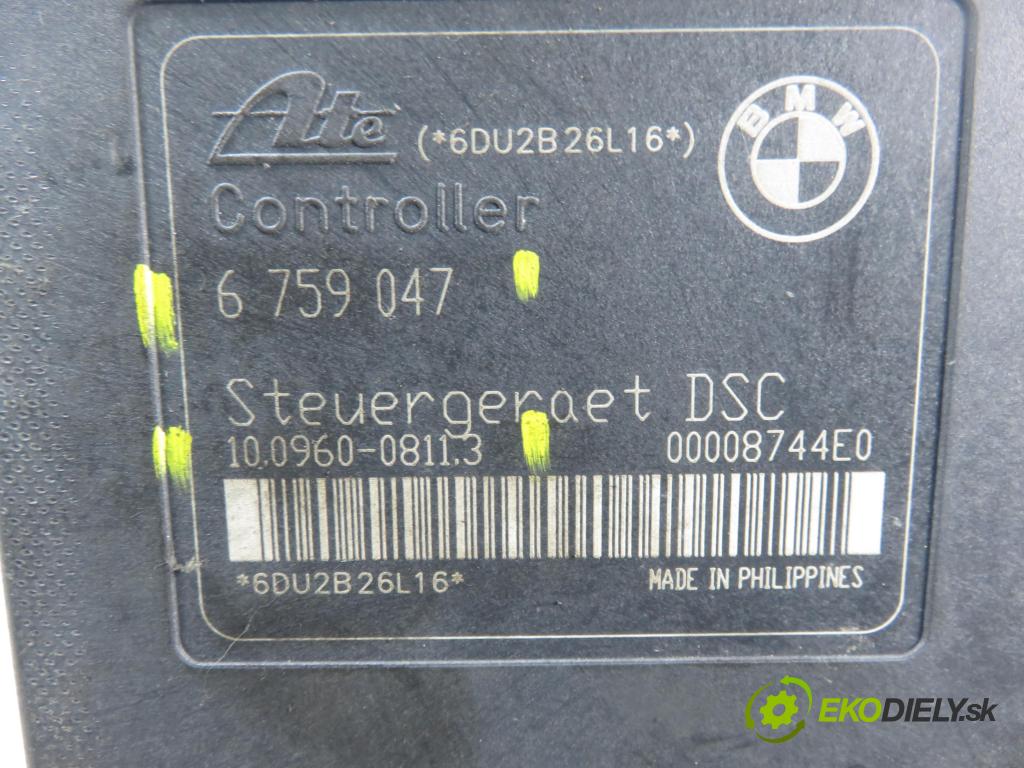 Ate (*6DU2B26L16*)
BMW
Controller
6 759 047
Steuergeraet DSC
10.0960-0811.3 00008744E0
*6DU2B26L16* MADE IN PHILIPPINES
EKODIELY.sk